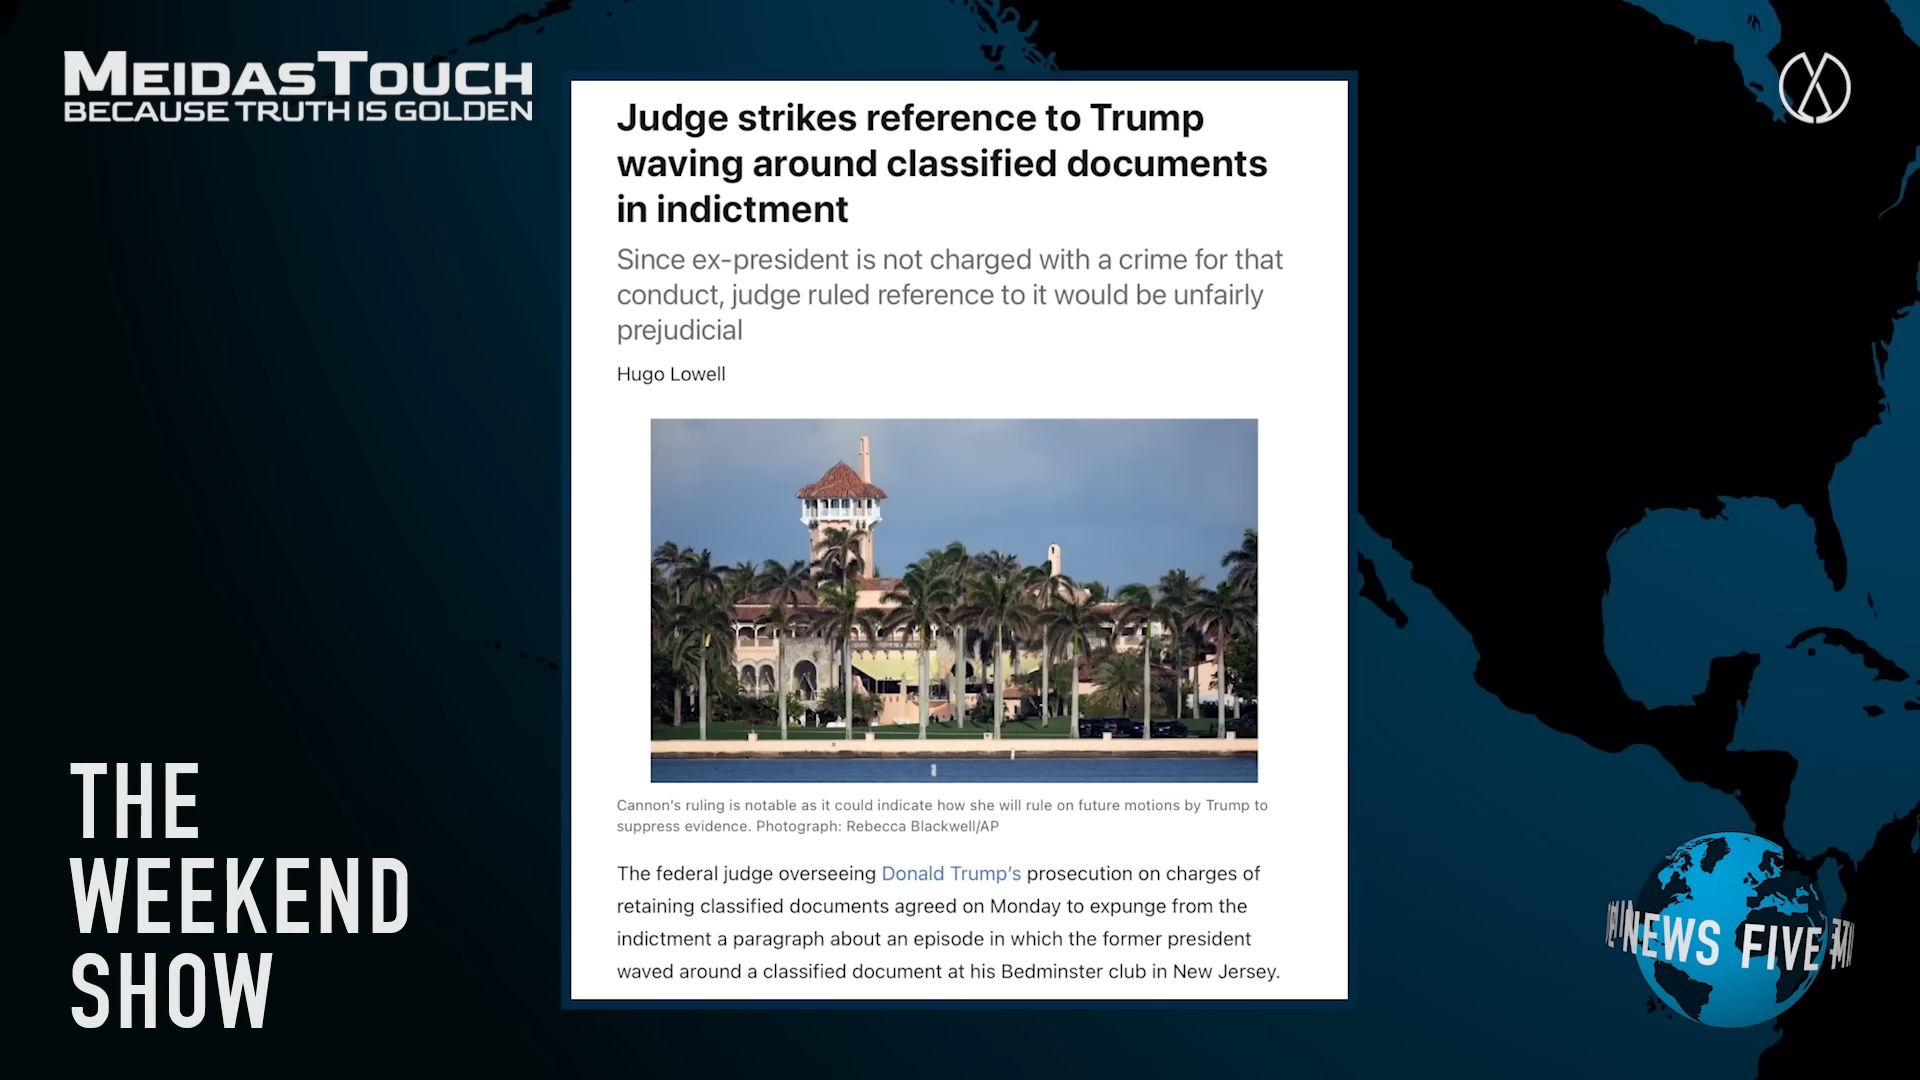 MEIDASTOUCH
BECAUSE TRUTH IS GOLDEN
Judge strikes reference to Trump
waving around classified documents
in indictment
Since ex-president is not charged with a crime for that
conduct, judge ruled reference to it would be unfairly
prejudicial
Hugo Lowell
Cannon's ruling is notable as it could indicate how she will rule on future motions by Trump to
suppress evidence. Photograph: Rebecca Blackwell/AP
The federal judge overseeing Donald Trump's prosecution on charges of
retaining classified documents agreed on Monday to expunge from the
indictment a paragraph about an episode in which the former president
waved around a classified document at his Bedminster club in New Jersey.
THE
WEEKEND
SHOW
NEWS FIVE